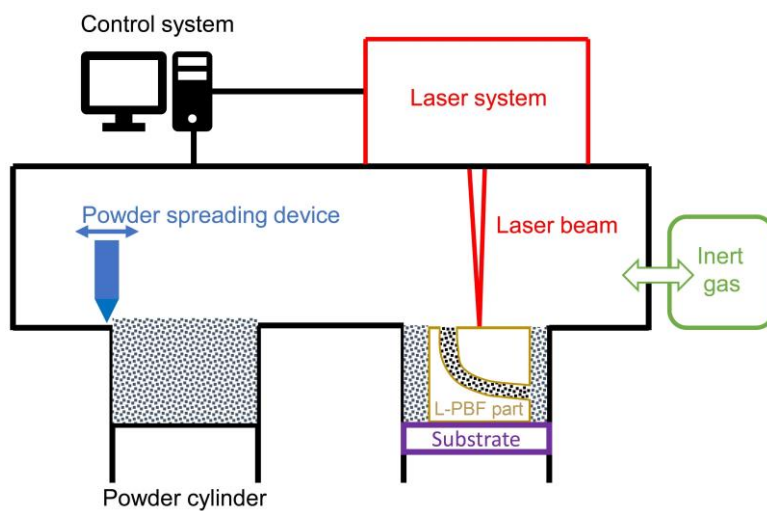 Control system
Laser system
Powder spreading device
Laser beam
Inert
gas
L-PBF part
Substrate
Powder cylinder